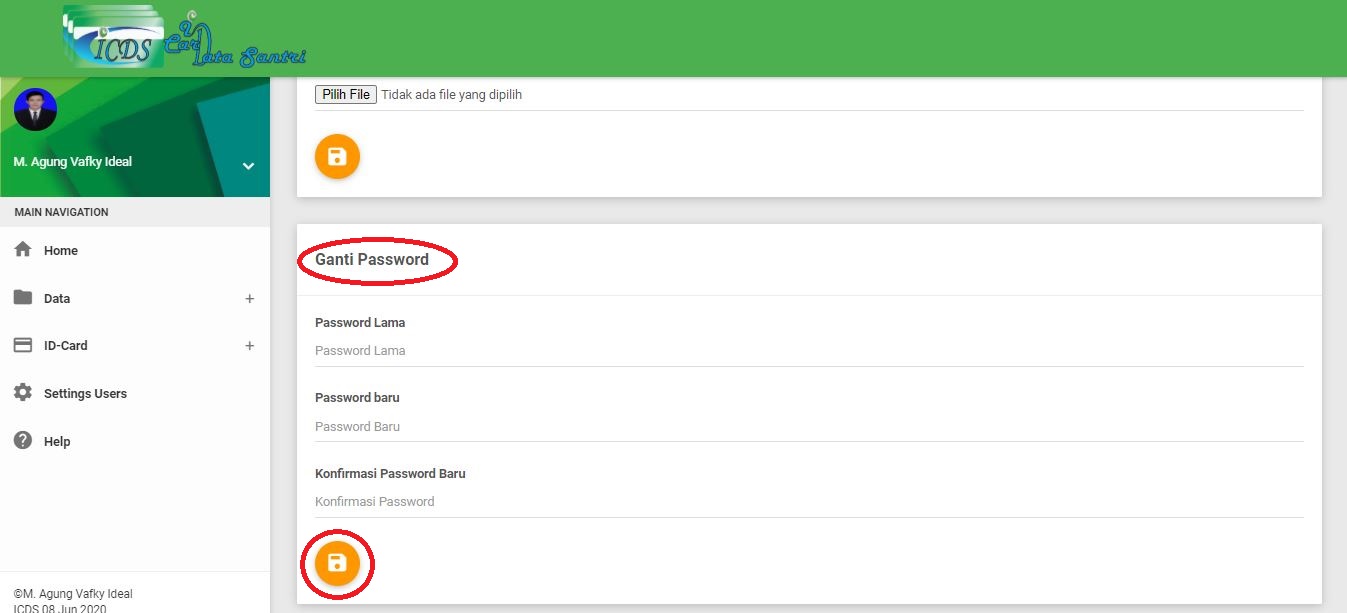 ICDS Card Data Santri
Pilih File Tidak ada file yang dipilih
M. Agung Vafky Ideal
MAIN NAVIGATION
Home
Data +
ID-Card +
Settings Users
Help
©M. Agung Vafky Ideal
ICDS 08 Jun 2020
Ganti Password
Password Lama
Password Lama
Password baru
Password Baru
Konfirmasi Password Baru
Konfirmasi Password